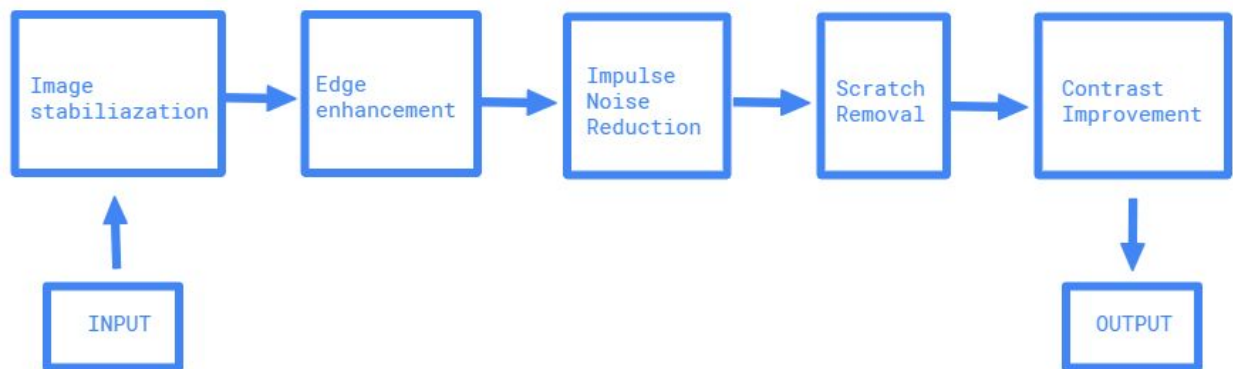 Image
stabiliazation
Edge
enhancement
Impulse
Noise
Reduction
Scratch
Removal
Contrast
Improvement
INPUT
OUTPUT